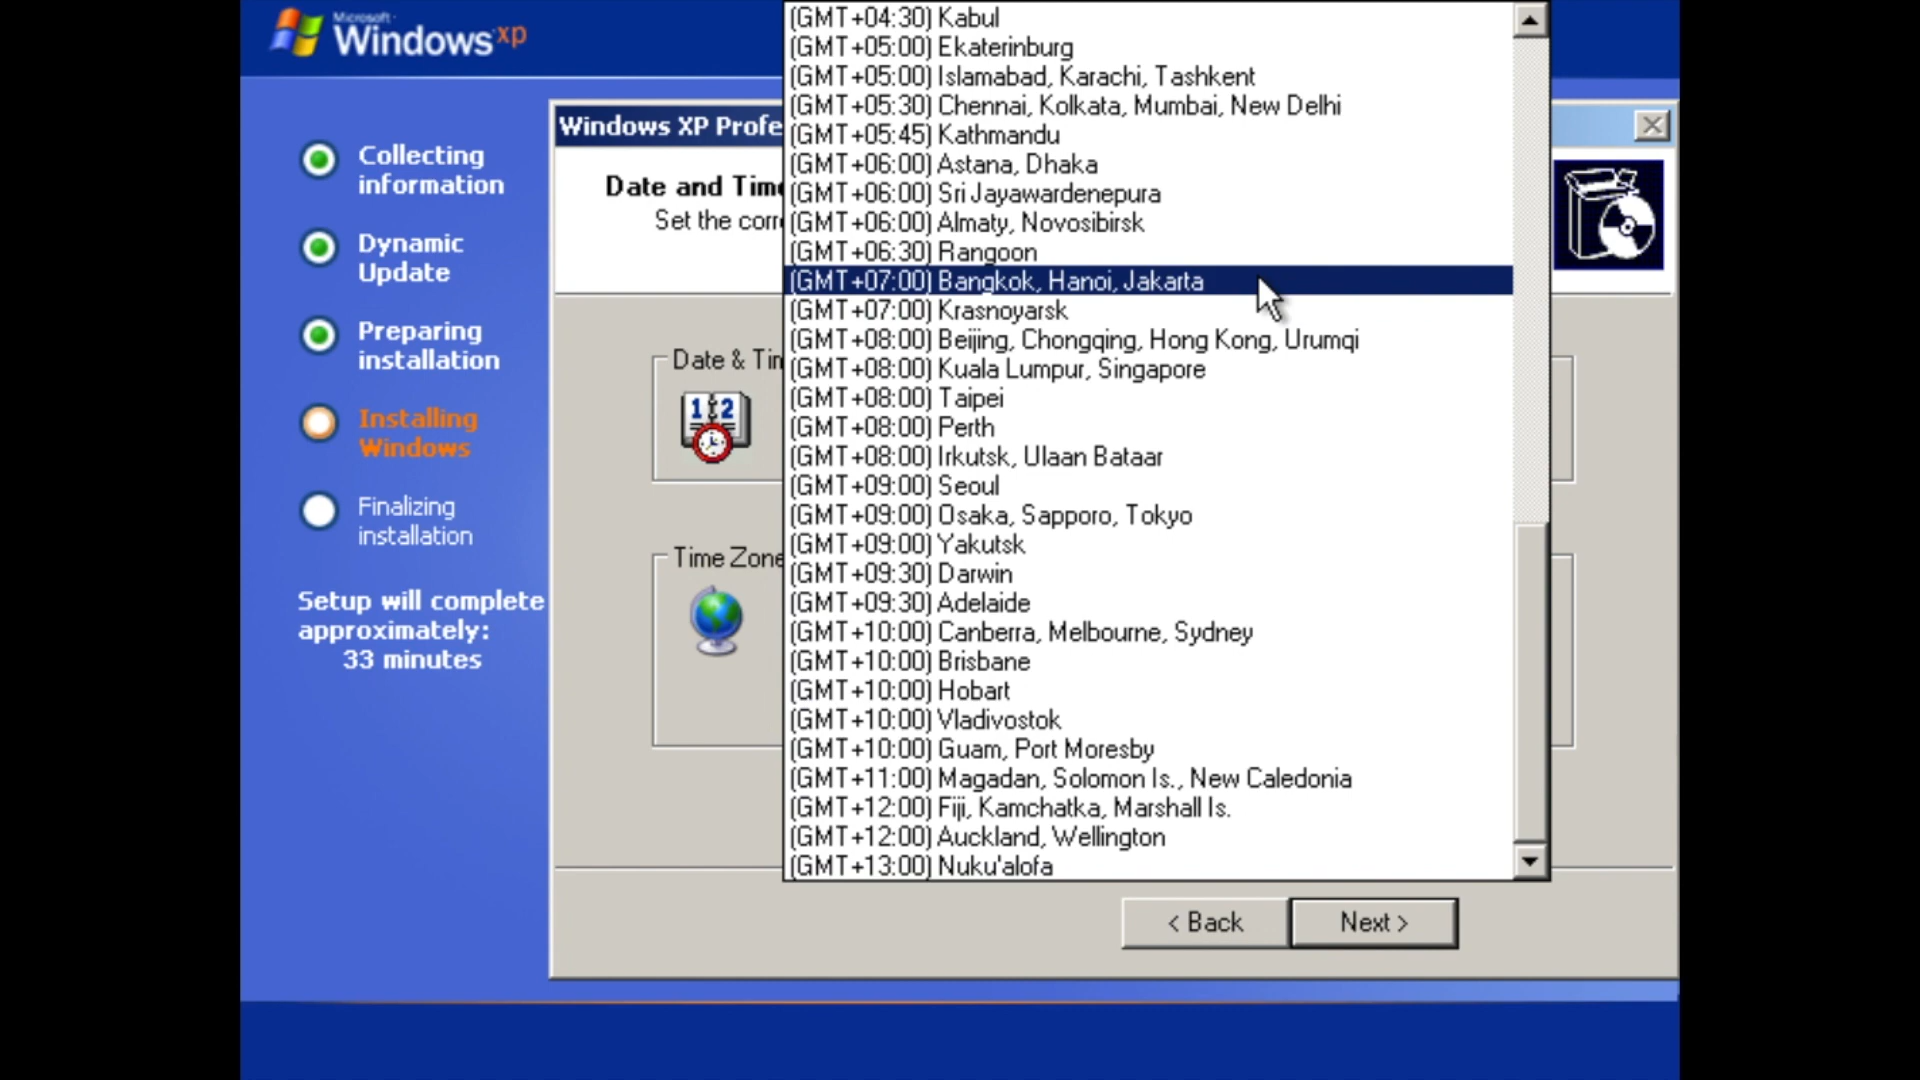 Microsoft
Windows xp
Collecting
information
Dynamic
Update
Preparing
installation
Installing
Windows
Finalizing
installation
Setup will complete
approximately:
33 minutes
Windows XP Profe
Date and Time
Set the corr
Date & Tim
12
Time Zone
(GMT+04:30) Kabul
(GMT+05:00) Ekaterinburg
(GMT+05:00) Islamabad, Karachi, Tashkent
(GMT+05:30) Chennai, Kolkata, Mumbai, New Delhi
(GMT+05:45) Kathmandu
(GMT+06:00) Astana, Dhaka
(GMT+06:00) Sri Jayawardenepura
(GMT+06:00) Almaty, Novosibirsk
(GMT+06:30) Rangoon
(GMT+07:00) Bangkok, Hanoi, Jakarta
(GMT+07:00) Krasnoyarsk
(GMT+08:00) Beijing, Chongqing, Hong Kong, Urumqi
(GMT+08:00) Kuala Lumpur, Singapore
(GMT+08:00) Taipei
(GMT+08:00) Perth
(GMT+08:00) Irkutsk, Ulaan Bataar
(GMT+09:00) Seoul
(GMT+09:00) Osaka, Sapporo, Tokyo
(GMT+09:00) Yakutsk
(GMT+09:30) Darwin
(GMT+09:30) Adelaide
(GMT+10:00) Canberra, Melbourne, Sydney
(GMT+10:00) Brisbane
(GMT+10:00) Hobart
(GMT+10:00) Vladivostok
(GMT+10:00) Guam, Port Moresby
(GMT+11:00) Magadan, Solomon Is., New Caledonia
(GMT+12:00) Fiji, Kamchatka, Marshall Is.
(GMT+12:00) Auckland, Wellington
(GMT+13:00) Nuku'alofa
< Back
Next >